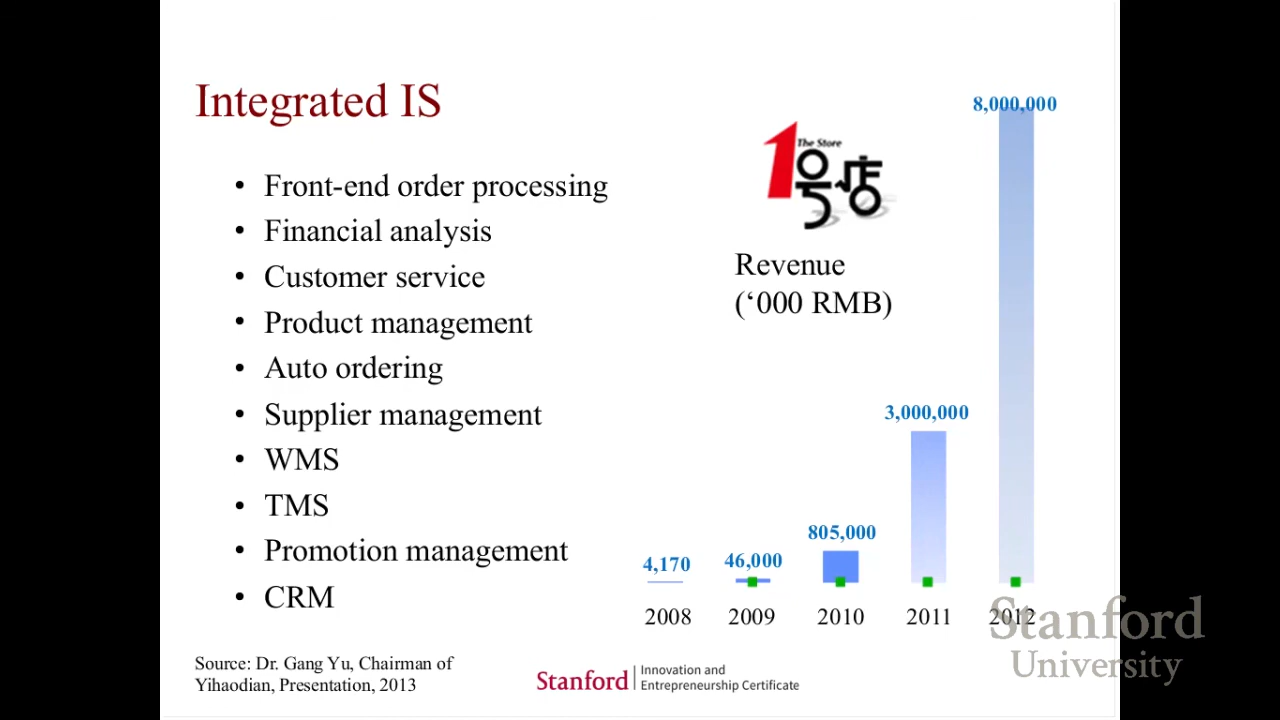 Integrated IS
• Front-end order processing
• Financial analysis
• Customer service
• Product management
• Auto ordering
• Supplier management
• WMS
• TMS
• Promotion management
• CRM
Source: Dr. Gang Yu, Chairman of
Yihaodian, Presentation, 2013
The Store
1号店
Revenue
(‘000 RMB)
8,000,000
3,000,000
805,000
46,000
4,170
2008
2009
2010
2011
2012
Stanford
Innovation and
Entrepreneurship Certificate
Stanford
University